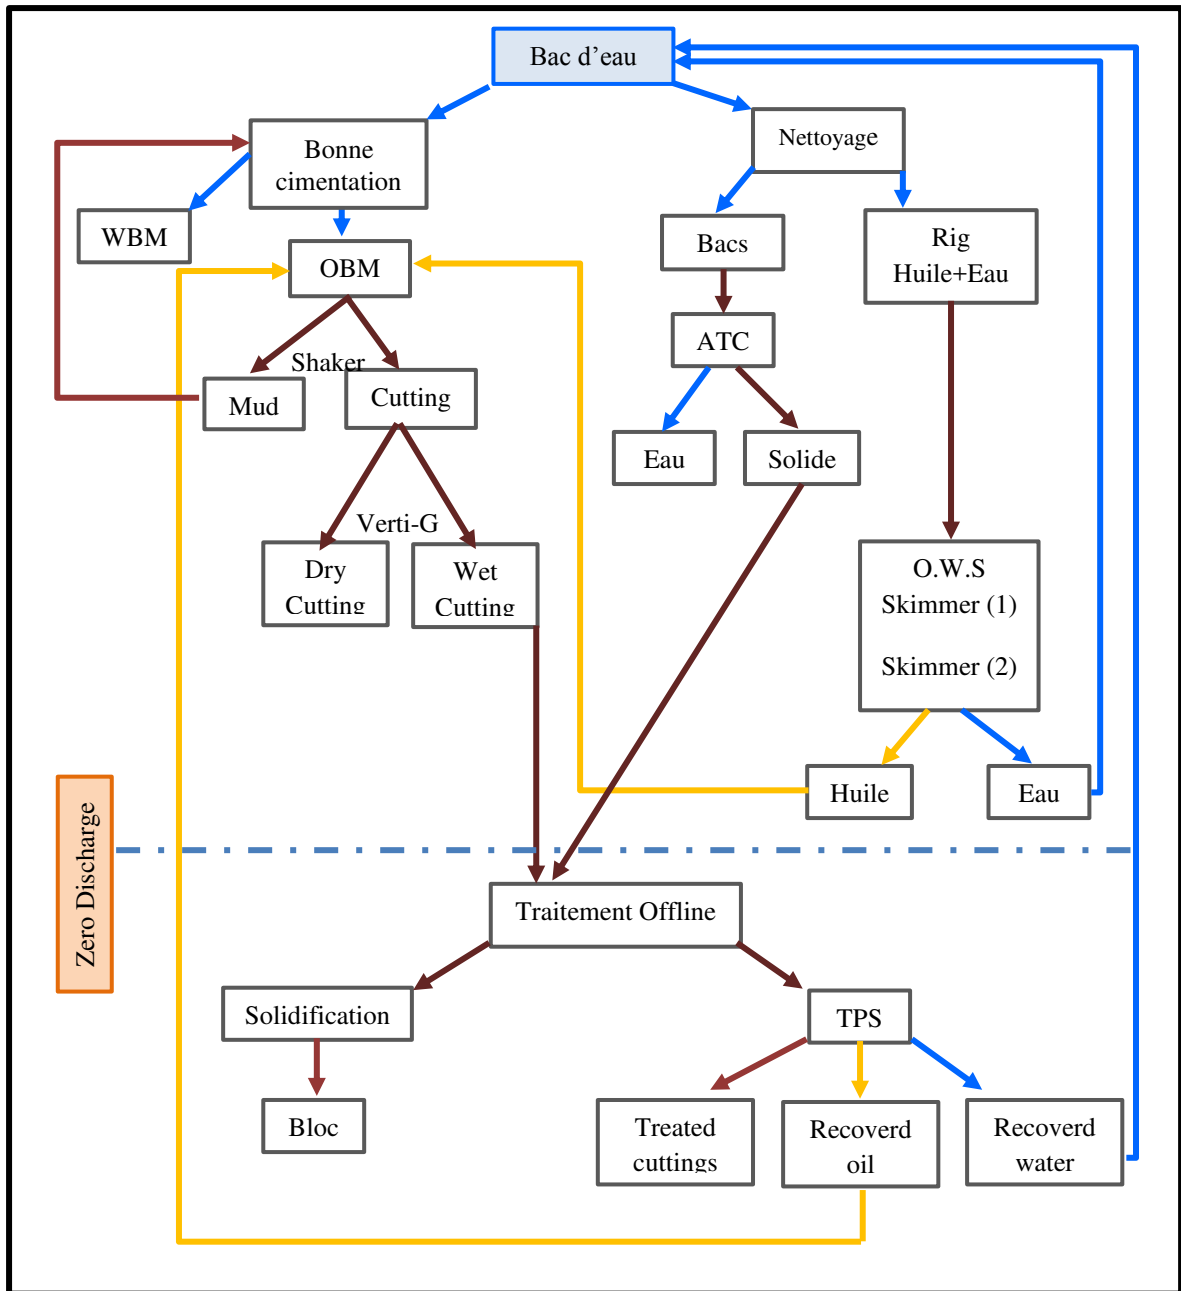 Bac d’eau
Nettoyage
Bonne
cimentation
WBM
Bacs
Rig
Huile+Eau
OBM
ATC
Shaker
Mud
Cutting
Eau
Solide
Verti-G
Dry
Cutting
Wet
Cutting
O.W.S
Skimmer (1)
Skimmer (2)
Huile
Eau
Zero Discharge
Traitement Offline
Solidification
TPS
Bloc
Treated
cuttings
Recoverd
oil
Recoverd
water